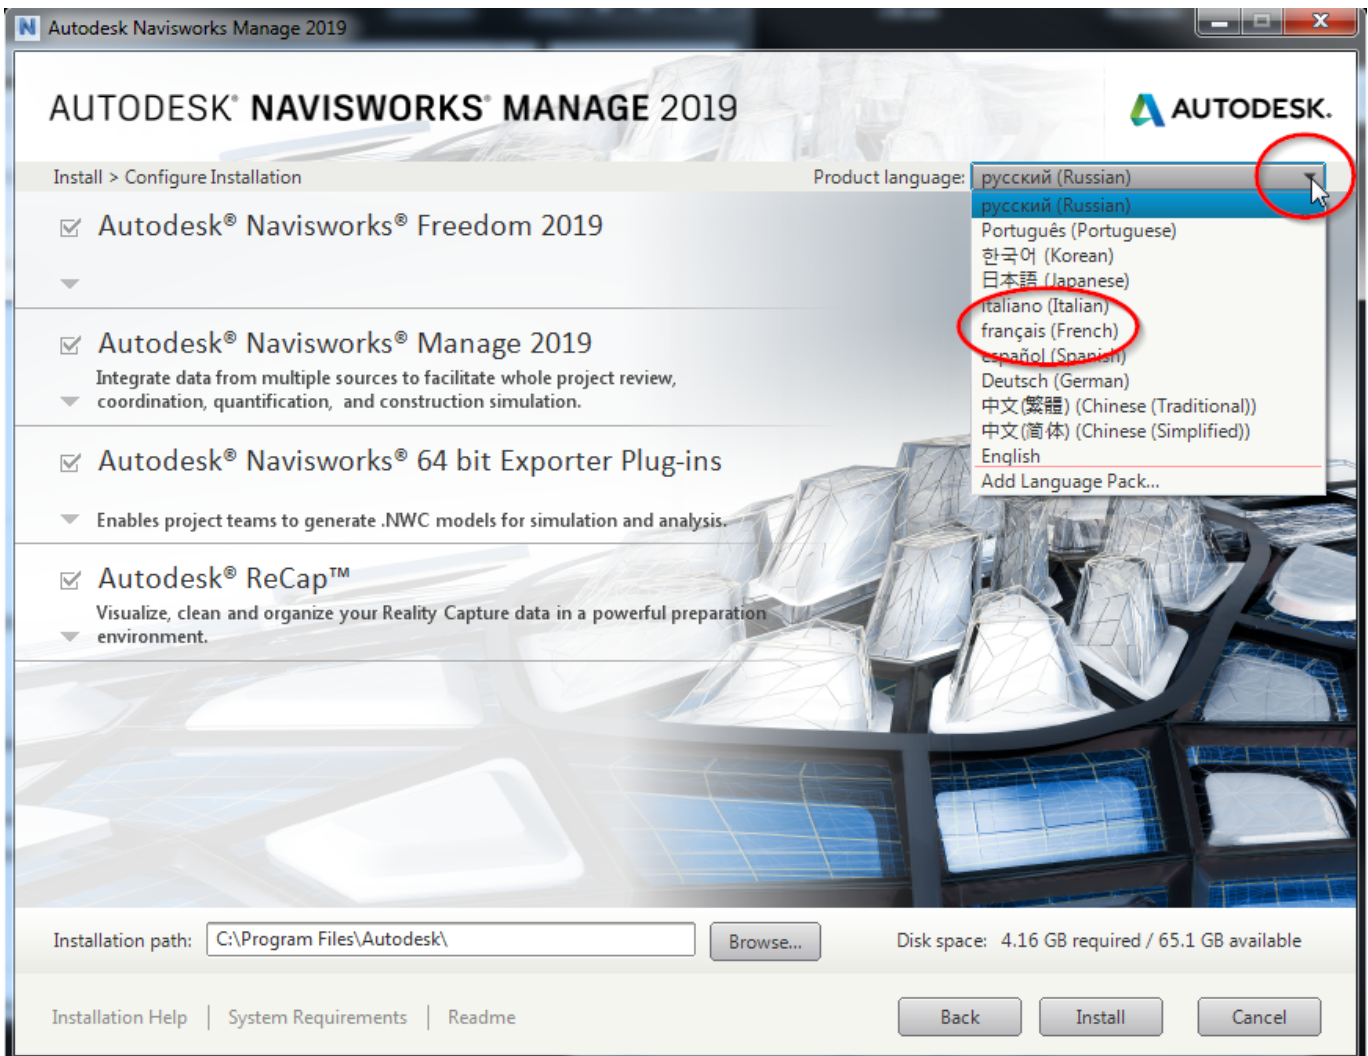 Autodesk Navisworks Manage 2019
AUTODESK® NAVISWORKS® MANAGE 2019
AUTODESK.
Install > Configure Installation
Product language:
русский (Russian)
русский (Russian)
Português (Portuguese)
한국어 (Korean)
日本語 (Japanese)
italiano (Italian)
français (French)
español (Spanish)
Deutsch (German)
中文(繁體) (Chinese (Traditional))
中文(简体) (Chinese (Simplified))
English
Add Language Pack...
Autodesk® Navisworks® Freedom 2019
Autodesk® Navisworks® Manage 2019
Integrate data from multiple sources to facilitate whole project review,
coordination, quantification, and construction simulation.
Autodesk® Navisworks® 64 bit Exporter Plug-ins
Enables project teams to generate .NWC models for simulation and analysis.
Autodesk® ReCap™
Visualize, clean and organize your Reality Capture data in a powerful preparation
environment.
Installation path:
C:\Program Files\Autodesk\
Browse...
Disk space: 4.16 GB required / 65.1 GB available
Installation Help | System Requirements | Readme
Back
Install
Cancel